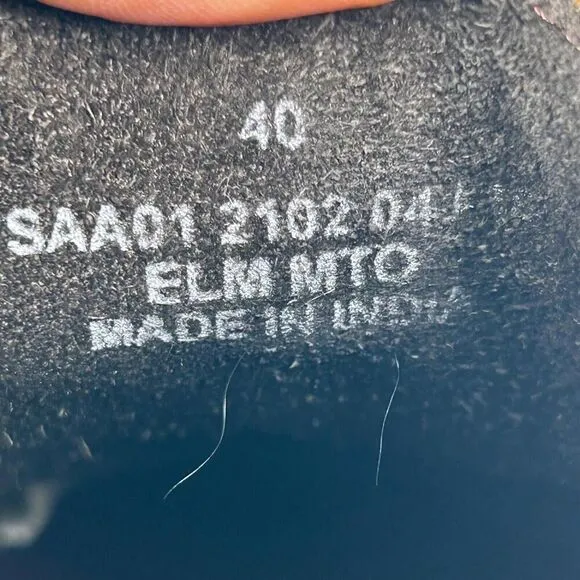 40
SAA01 2102 04
ELM MTO
MADE IN INDIA